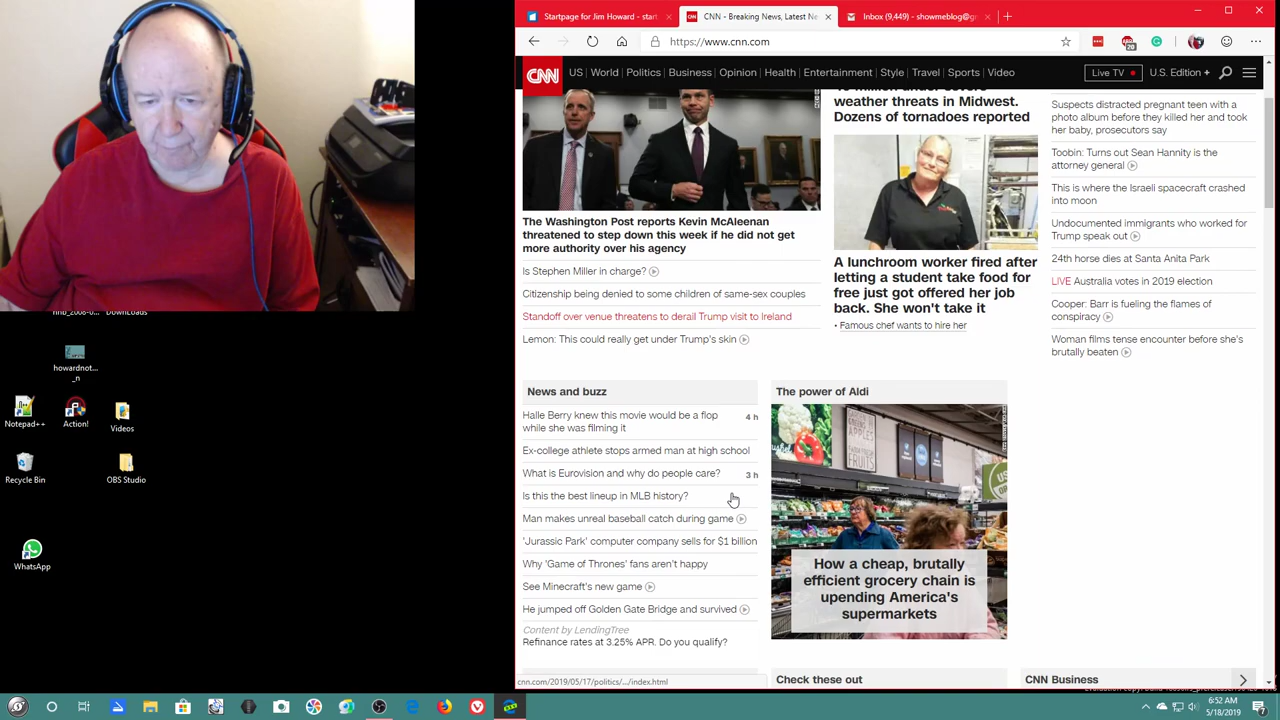 Startpage for Jim Howard - start
CNN - Breaking News, Latest Ne
Inbox (9,449) - showmeblog@g
https://www.cnn.com
20
CNN
US World Politics Business Opinion Health Entertainment Style Travel Sports Video
Live TV
U.S. Edition +
The Washington Post reports Kevin McAleenan
threatened to step down this week if he did not get
more authority over his agency
Is Stephen Miller in charge?
Citizenship being denied to some children of same-sex couples
Standoff over venue threatens to derail Trump visit to Ireland
Lemon: This could really get under Trump's skin
weather threats in Midwest.
Dozens of tornadoes reported
A lunchroom worker fired after
letting a student take food for
free just got offered her job
back. She won't take it
• Famous chef wants to hire her
Suspects distracted pregnant teen with a
photo album before they killed her and took
her baby, prosecutors say
Toobin: Turns out Sean Hannity is the
attorney general
This is where the Israeli spacecraft crashed
into moon
Undocumented immigrants who worked for
Trump speak out
24th horse dies at Santa Anita Park
LIVE Australia votes in 2019 election
Cooper: Barr is fueling the flames of
conspiracy
Woman films tense encounter before she's
brutally beaten
News and buzz
Halle Berry knew this movie would be a flop
while she was filming it
4 h
Ex-college athlete stops armed man at high school
What is Eurovision and why do people care?
3 h
Is this the best lineup in MLB history?
Man makes unreal baseball catch during game
'Jurassic Park' computer company sells for $1 billion
Why 'Game of Thrones' fans aren't happy
See Minecraft's new game
He jumped off Golden Gate Bridge and survived
Content by LendingTree
Refinance rates at 3.25% APR. Do you qualify?
The power of Aldi
How a cheap, brutally
efficient grocery chain is
upending America's
supermarkets
Check these out
CNN Business
cnn.com/2019/05/17/politics/.../index.html
DownLoads
howardnot...
_n
Notepad++
Action!
Videos
Recycle Bin
OBS Studio
WhatsApp
6:52 AM
5/18/2019